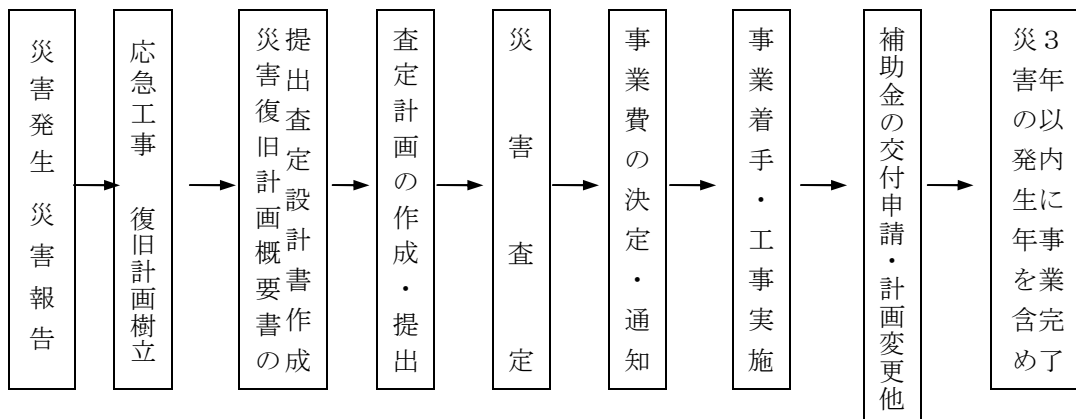 災害発生 災害報告
応急工事 復旧計画樹立
災害復旧計画概要書の
提出査定設計書作成
査定計画の作成・提出
災害査定
事業費の決定・通知
事業着手・工事実施
補助金の交付申請・計画変更他
災害の発生年を含め
3年以内に事業完了